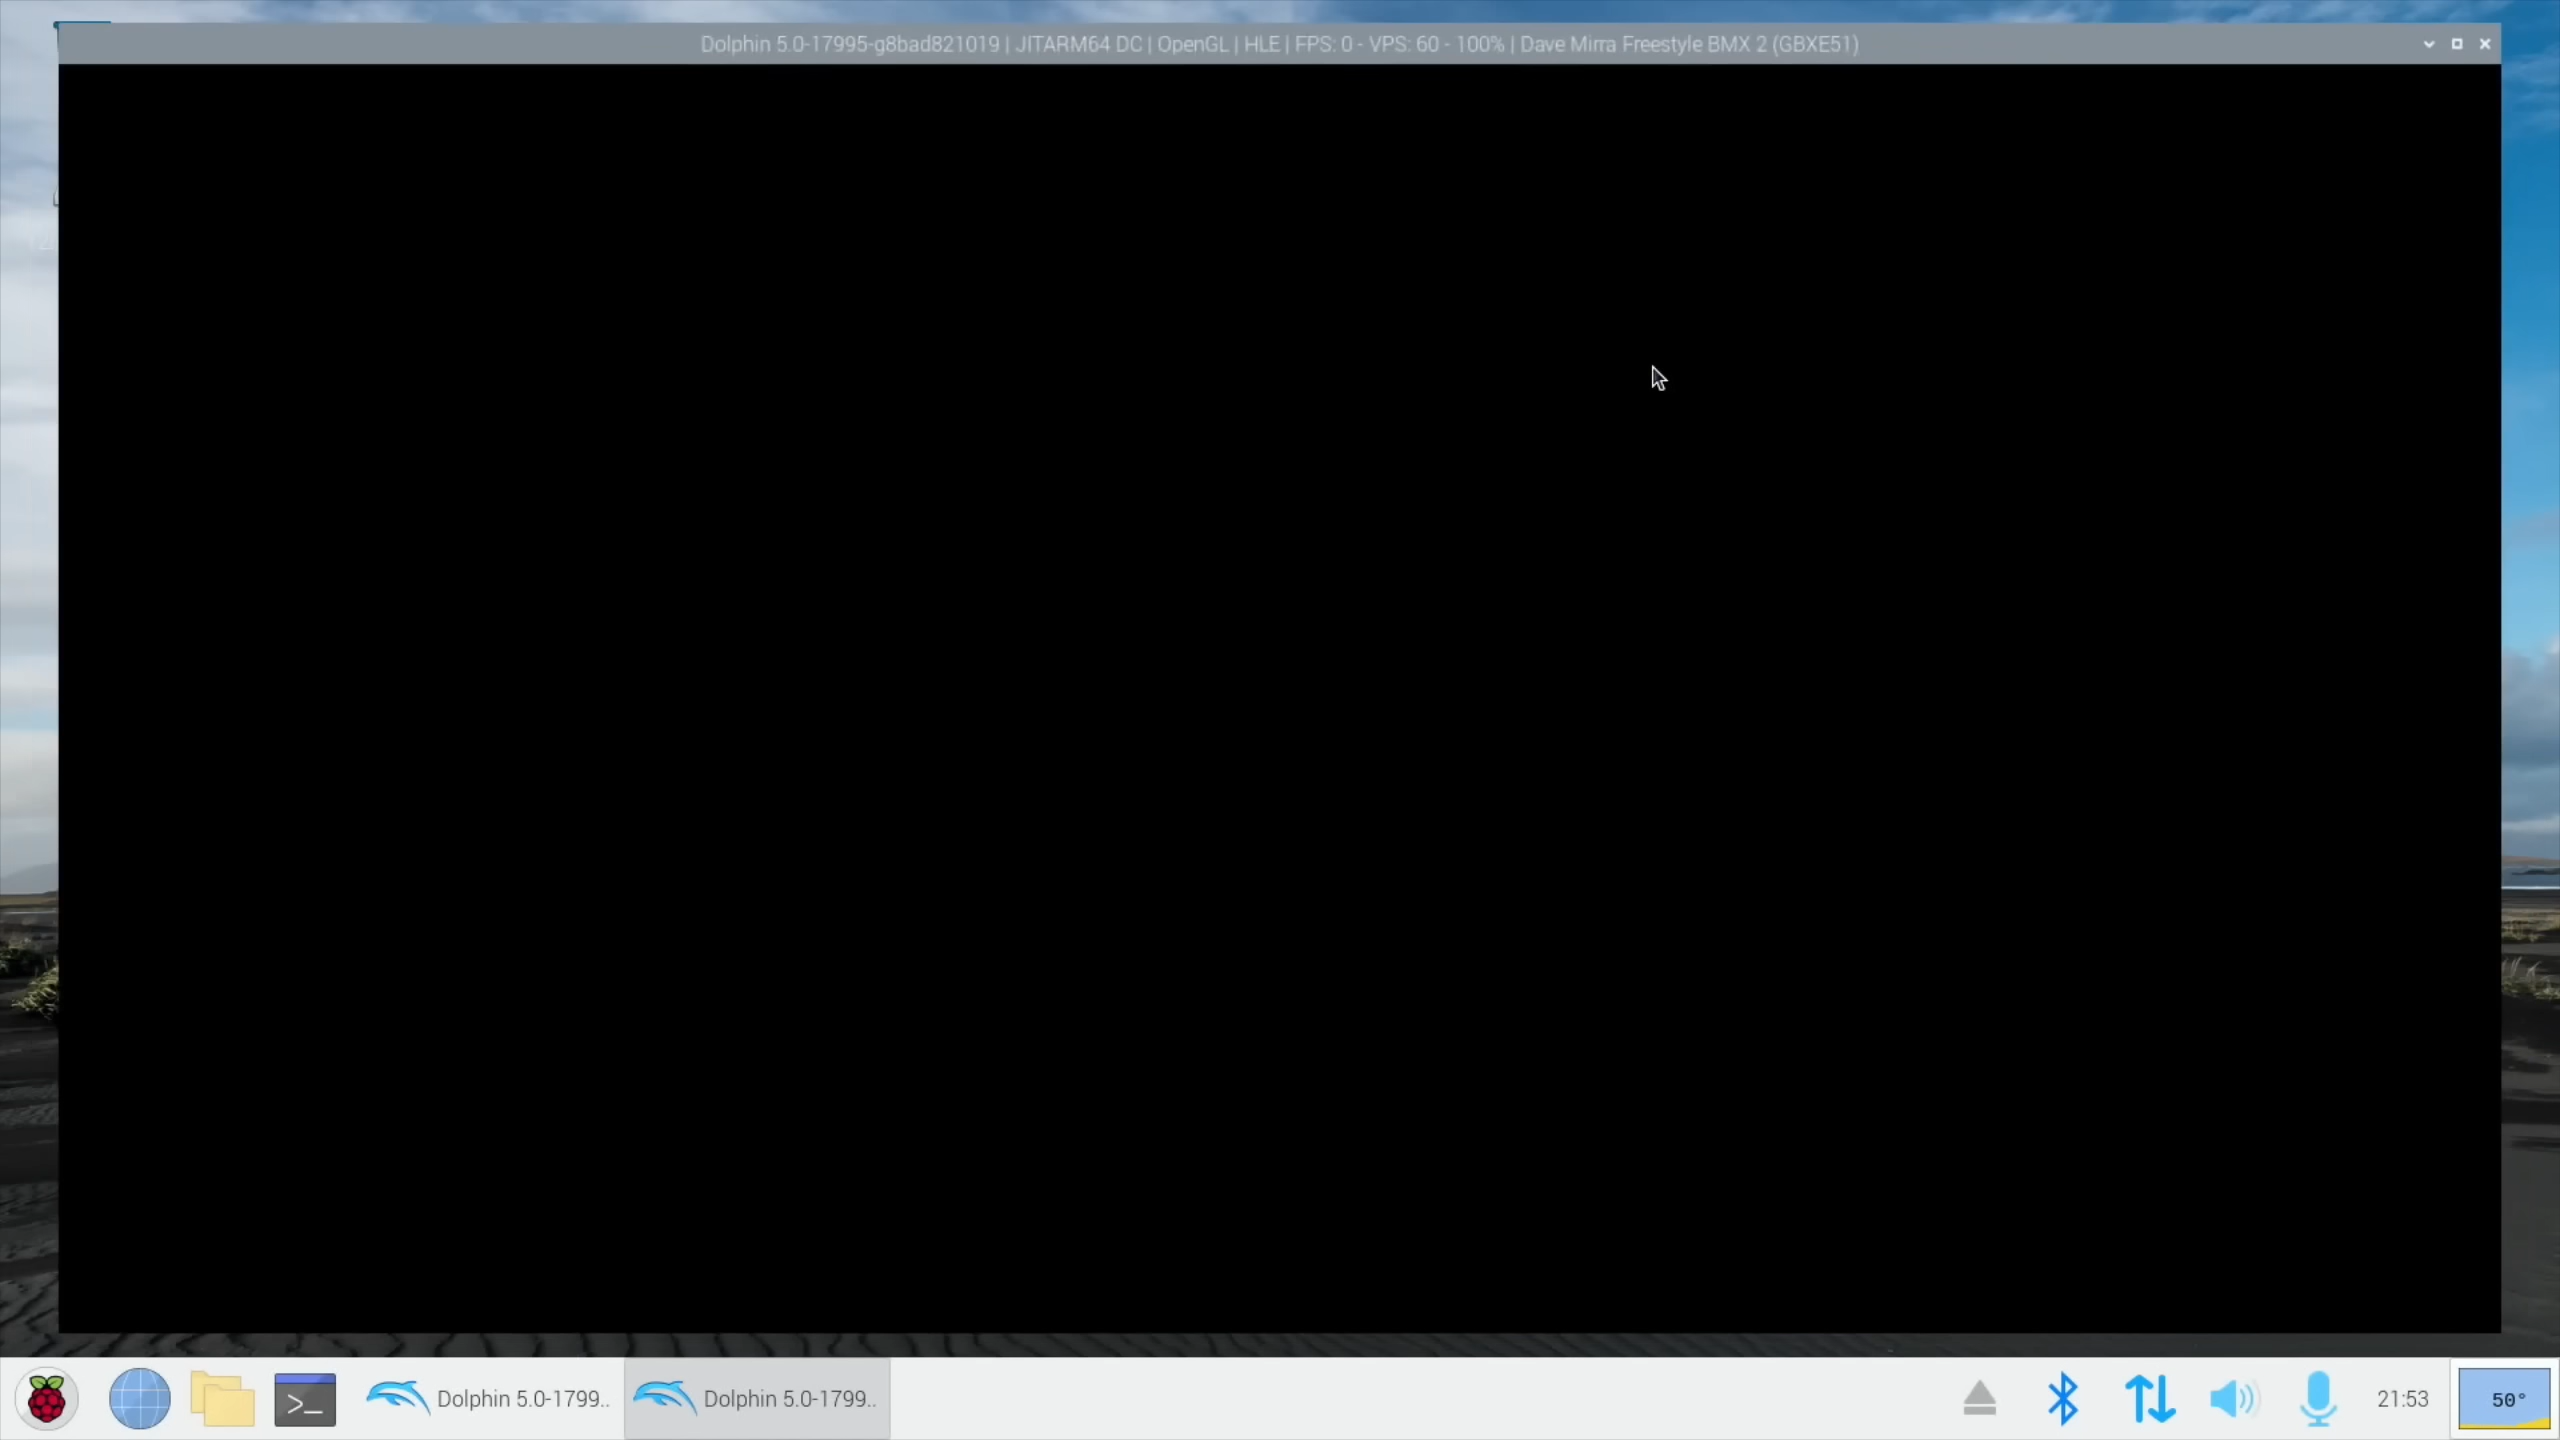 Dolphin 5.0-17995-g8bad821019 | JITARM64 DC | OpenGL | HLE | FPS: 0 - VPS: 60 - 100% | Dave Mirra Freestyle BMX 2 (GBXE51)
>_
Dolphin 5.0-1799..
Dolphin 5.0-1799..
21:53
50°